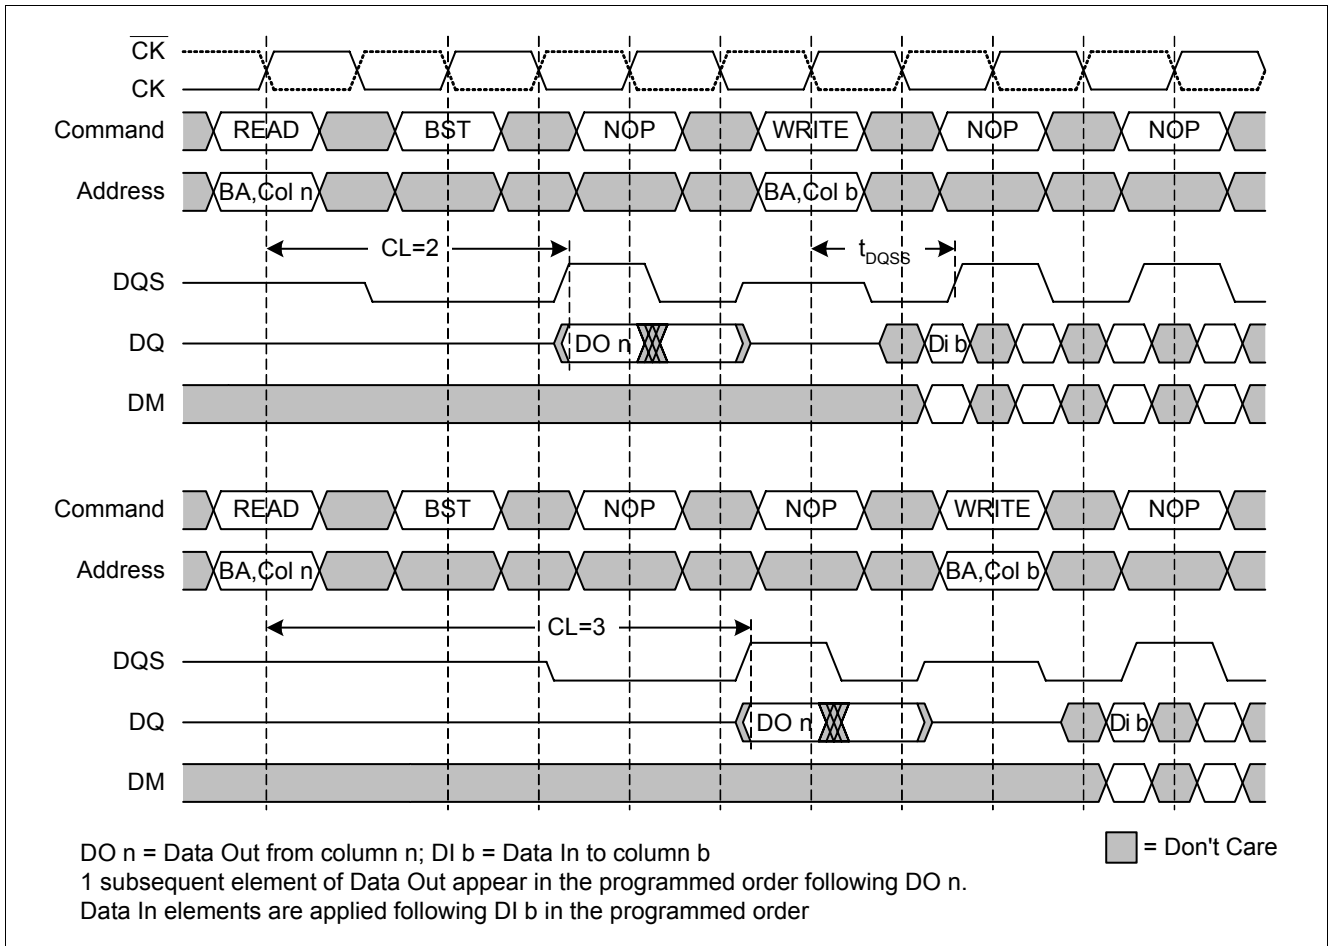 CK
CK
Command READ BST NOP WRITE NOP NOP
Address BA,Col n BA,Col b
CL=2 tDQSS
DQS
DQ DO n Di b
DM
Command READ BST NOP NOP WRITE NOP
Address BA,Col n BA,Col b
CL=3
DQS
DQ DO n Di b
DM
DO n = Data Out from column n; DI b = Data In to column b
= Don't Care
1 subsequent element of Data Out appear in the programmed order following DO n.
Data In elements are applied following DI b in the programmed order